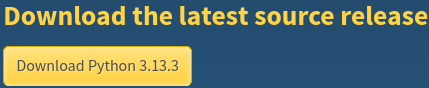 Download the latest source release
Download Python 3.13.3